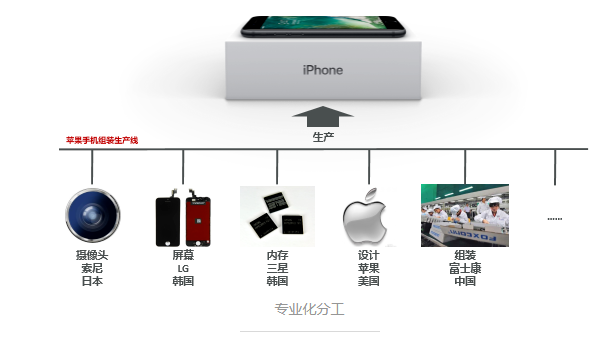 iPhone
生产
苹果手机组装生产线
摄像头
索尼
日本
屏幕
LG
韩国
内存
三星
韩国
设计
苹果
美国
FOXCONN
组装
富士康
中国
......
专业化分工